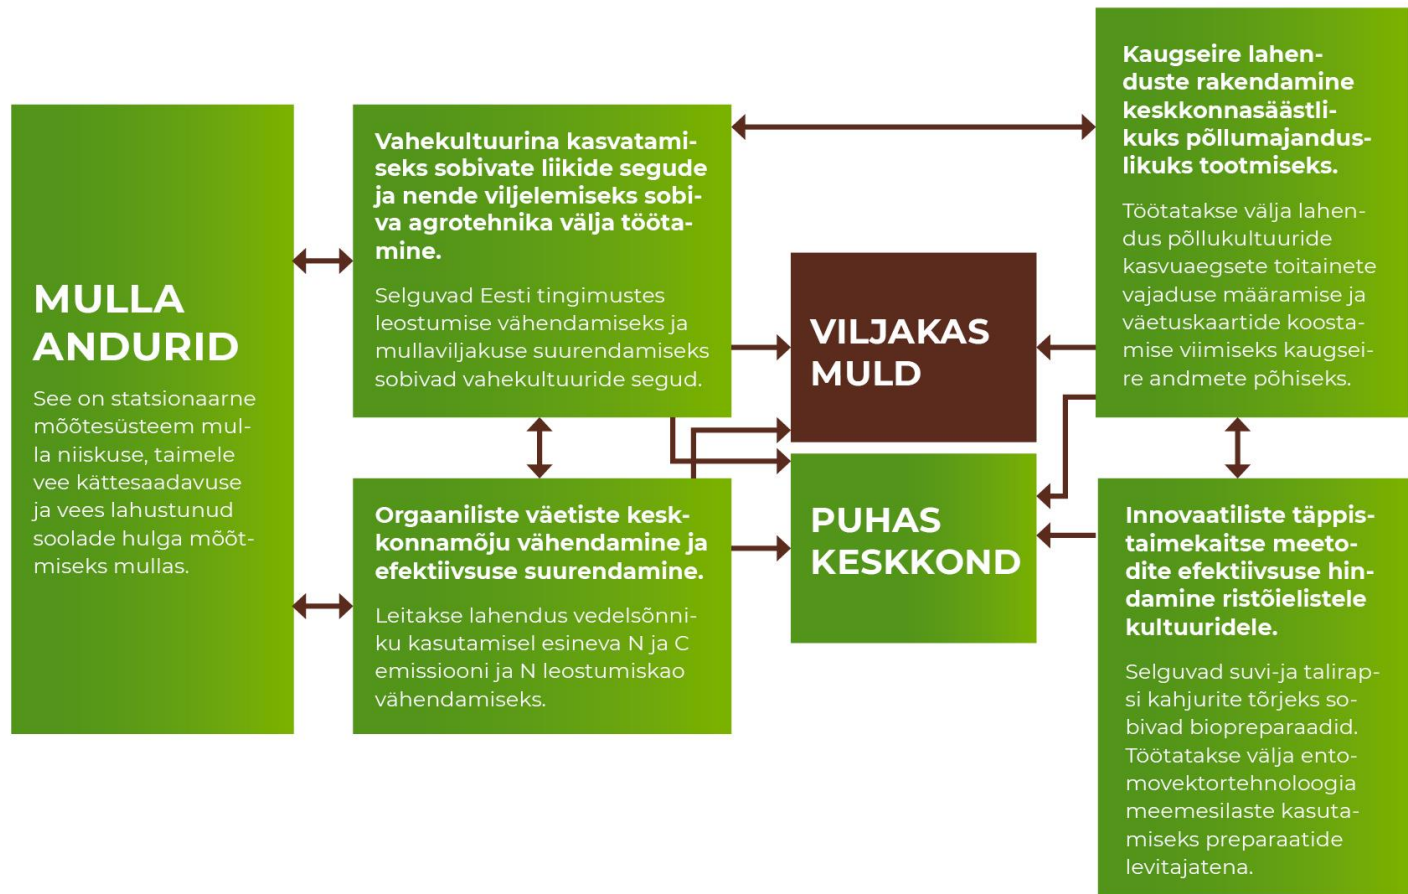 MULLA
ANDURID
See on statsionaarne
mõõtesüsteem mul-
la niiskuse, taimele
vee kättesaadavuse
ja vees lahustunud
soolade hulga mõõt-
miseks mullas.
Vahekultuurina kasvatami-
seks sobivate liikide segude
ja nende viljelemiseks sobi-
va agrotehnika välja tööta-
mine.
Selguvad Eesti tingimustes
leostumise vähendamiseks ja
mullaviljakuse suurendamiseks
sobivad vahekultuuride segud.
Orgaaniliste väetiste kesk-
konnamõju vähendamine ja
efektiivsuse suurendamine.
Leitakse lahendus vedelsõnni-
ku kasutamisel esineva N ja C
emissiooni ja N leostumiskao
vähendamiseks.
VILJAKAS
MULD
PUHAS
KESKKOND
Kaugseire lahen-
duste rakendamine
keskkonnasäästli-
kuks põllumajandus-
likuks tootmiseks.
Töötatakse välja lahen-
dus põllukultuuride
kasvuaegsete toitainete
vajaduse määramise ja
väetuskaartide koosta-
mise viimiseks kaugsei-
re andmete põhiseks.
Innovaatiliste täppis-
taimekaitse meeto-
dite efektiivsuse hin-
damine ristõielistele
kultuuridele.
Selguvad suvi-ja talirap-
si kahjurite tõrjeks so-
bivad biopreparaadid.
Töötatakse välja ento-
movektortehnoloogia
meemesilaste kasuta-
miseks preparaatide
levitajatena.